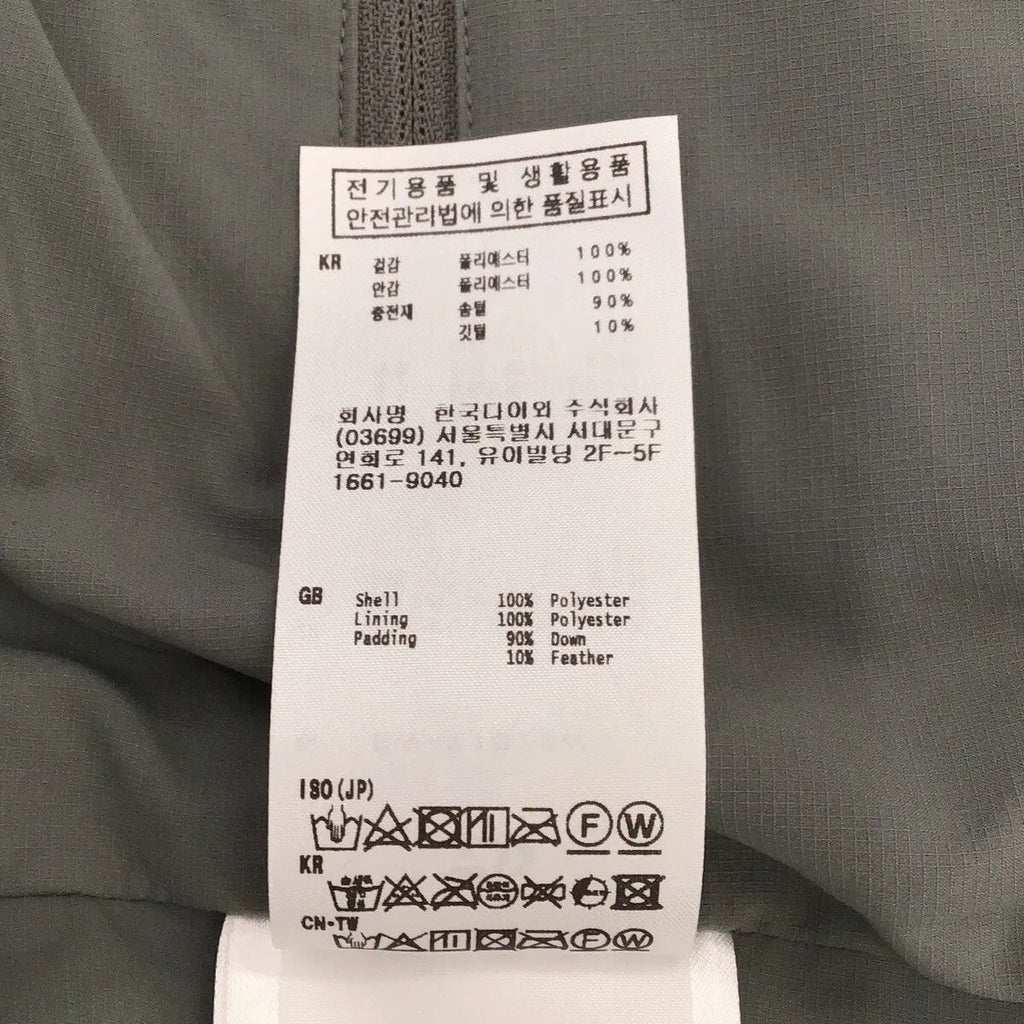 전기용품 및 생활용품
안전관리법에 의한 품질표시
KR 겉감 폴리에스터 100%
안감 폴리에스터 100%
충전재 솜털 90%
깃털 10%
회사명 한국다이와 주식회사
(03699) 서울특별시 서대문구
연희로 141, 유이빌딩 2F~5F
1661-9040
GB Shell 100% Polyester
Lining 100% Polyester
Padding 90% Down
10% Feather
ISO(JP)
F W
KR
CN·TW
F W